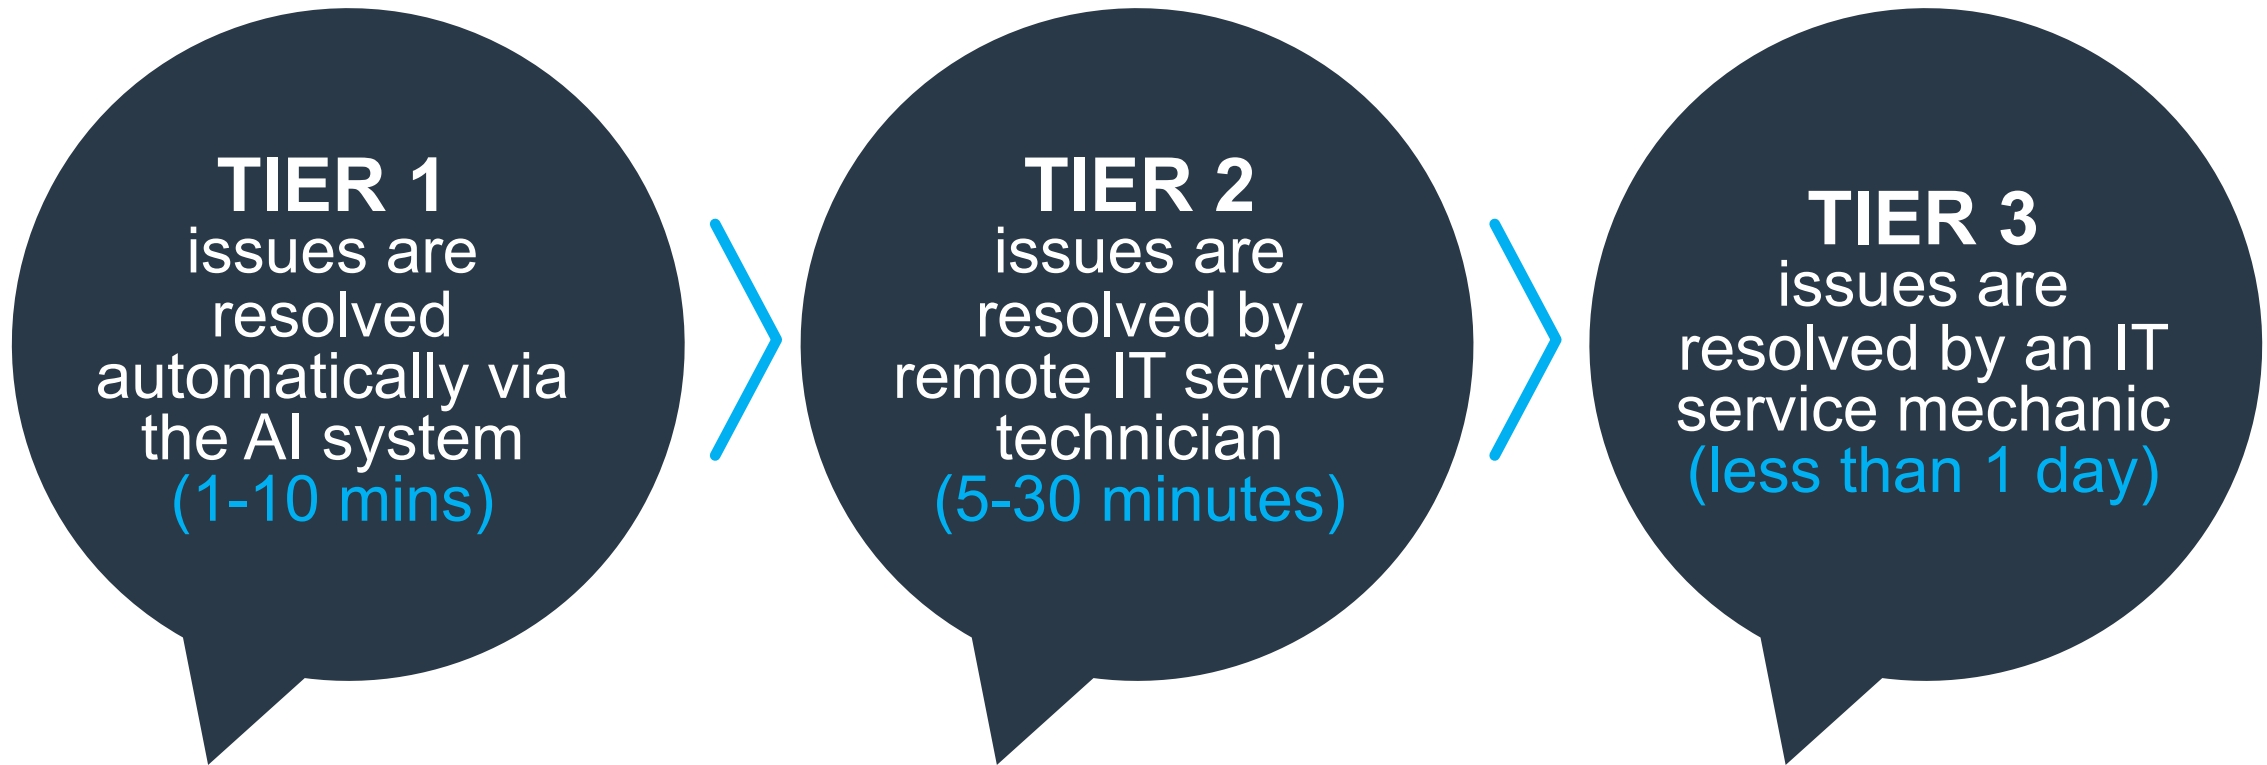 TIER 1
issues are
resolved
automatically via
the AI system
(1-10 mins)
TIER 2
issues are
resolved by
remote IT service
technician
(5-30 minutes)
TIER 3
issues are
resolved by an IT
service mechanic
(less than 1 day)